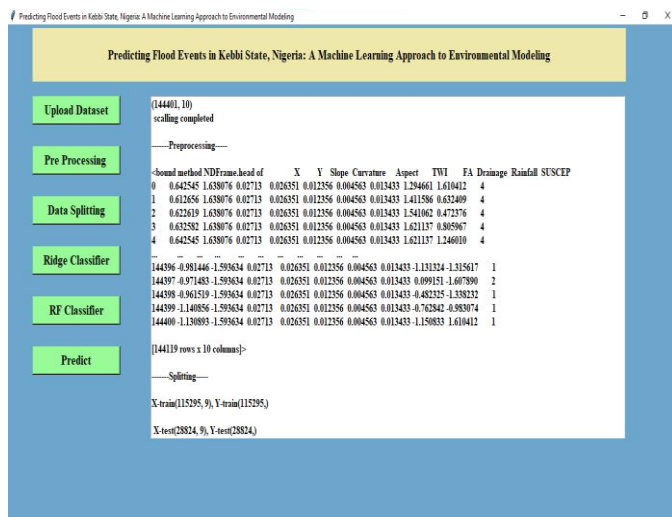 Predicting Flood Events in Kebbi State, Nigeria: A Machine Learning Approach to Environmental Modeling
Predicting Flood Events in Kebbi State, Nigeria: A Machine Learning Approach to Environmental Modeling
Upload Dataset
Pre Processing
Data Splitting
Ridge Classifier
RF Classifier
Predict
(144401, 10)
scalling completed
-------Preprocessing-----
<bound method NDFrame.head of X Y Slope Curvature Aspect TWI FA Drainage Rainfall SUSCEP
0 0.642545 1.638076 0.02713 0.026351 0.012356 0.004563 0.013433 1.294661 1.610412 4
1 0.612656 1.638076 0.02713 0.026351 0.012356 0.004563 0.013433 1.411586 0.632409 4
2 0.622619 1.638076 0.02713 0.026351 0.012356 0.004563 0.013433 1.541062 0.472376 4
3 0.632582 1.638076 0.02713 0.026351 0.012356 0.004563 0.013433 1.621137 0.805967 4
4 0.642545 1.638076 0.02713 0.026351 0.012356 0.004563 0.013433 1.621137 1.246010 4
... ... ... ... ... ... ... ... ... ... ...
144396 -0.981446 -1.593634 0.02713 0.026351 0.012356 0.004563 0.013433 -1.131324 -1.315617 1
144397 -0.971483 -1.593634 0.02713 0.026351 0.012356 0.004563 0.013433 0.099151 -1.607890 2
144398 -0.961519 -1.593634 0.02713 0.026351 0.012356 0.004563 0.013433 -0.482325 -1.338232 1
144399 -1.140856 -1.593634 0.02713 0.026351 0.012356 0.004563 0.013433 -0.762842 -0.983074 1
144400 -1.130893 -1.593634 0.02713 0.026351 0.012356 0.004563 0.013433 -1.150833 1.610412 1
[144119 rows x 10 columns]>
-------Splitting-----
X-train(115295, 9), Y-train(115295,)
X-test(28824, 9), Y-test(28824,)